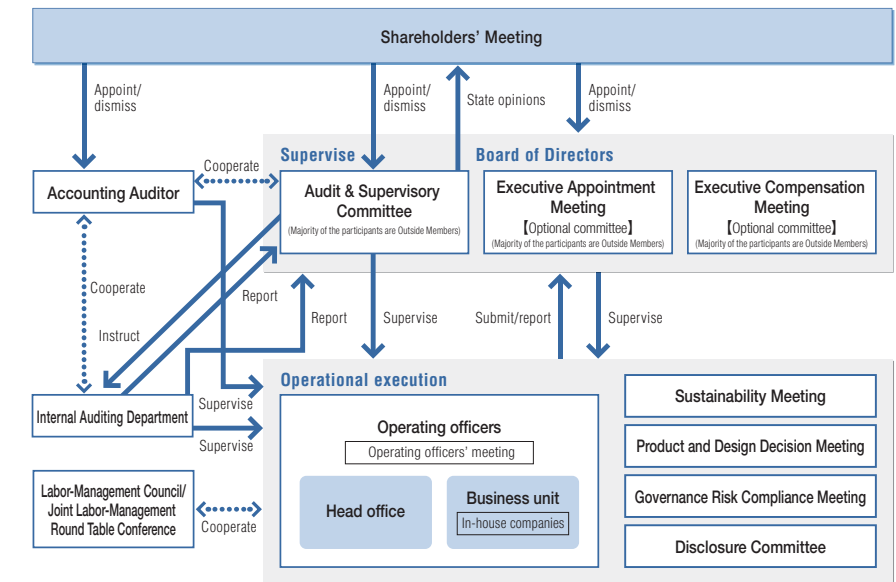 Shareholders’ Meeting
Appoint/
dismiss
Appoint/
dismiss
State opinions
Appoint/
dismiss
Supervise
Board of Directors
Cooperate
Accounting Auditor
Audit & Supervisory
Committee
(Majority of the participants are Outside Members)
Executive Appointment
Meeting
【Optional committee】
(Majority of the participants are Outside Members)
Executive Compensation
Meeting
【Optional committee】
(Majority of the participants are Outside Members)
Cooperate
Report
Instruct
Report
Supervise
Submit/report
Supervise
Operational execution
Internal Auditing Department
Supervise
Supervise
Operating officers
Operating officers’ meeting
Head office
Business unit
In-house companies
Sustainability Meeting
Product and Design Decision Meeting
Governance Risk Compliance Meeting
Disclosure Committee
Labor-Management Council/
Joint Labor-Management
Round Table Conference
Cooperate